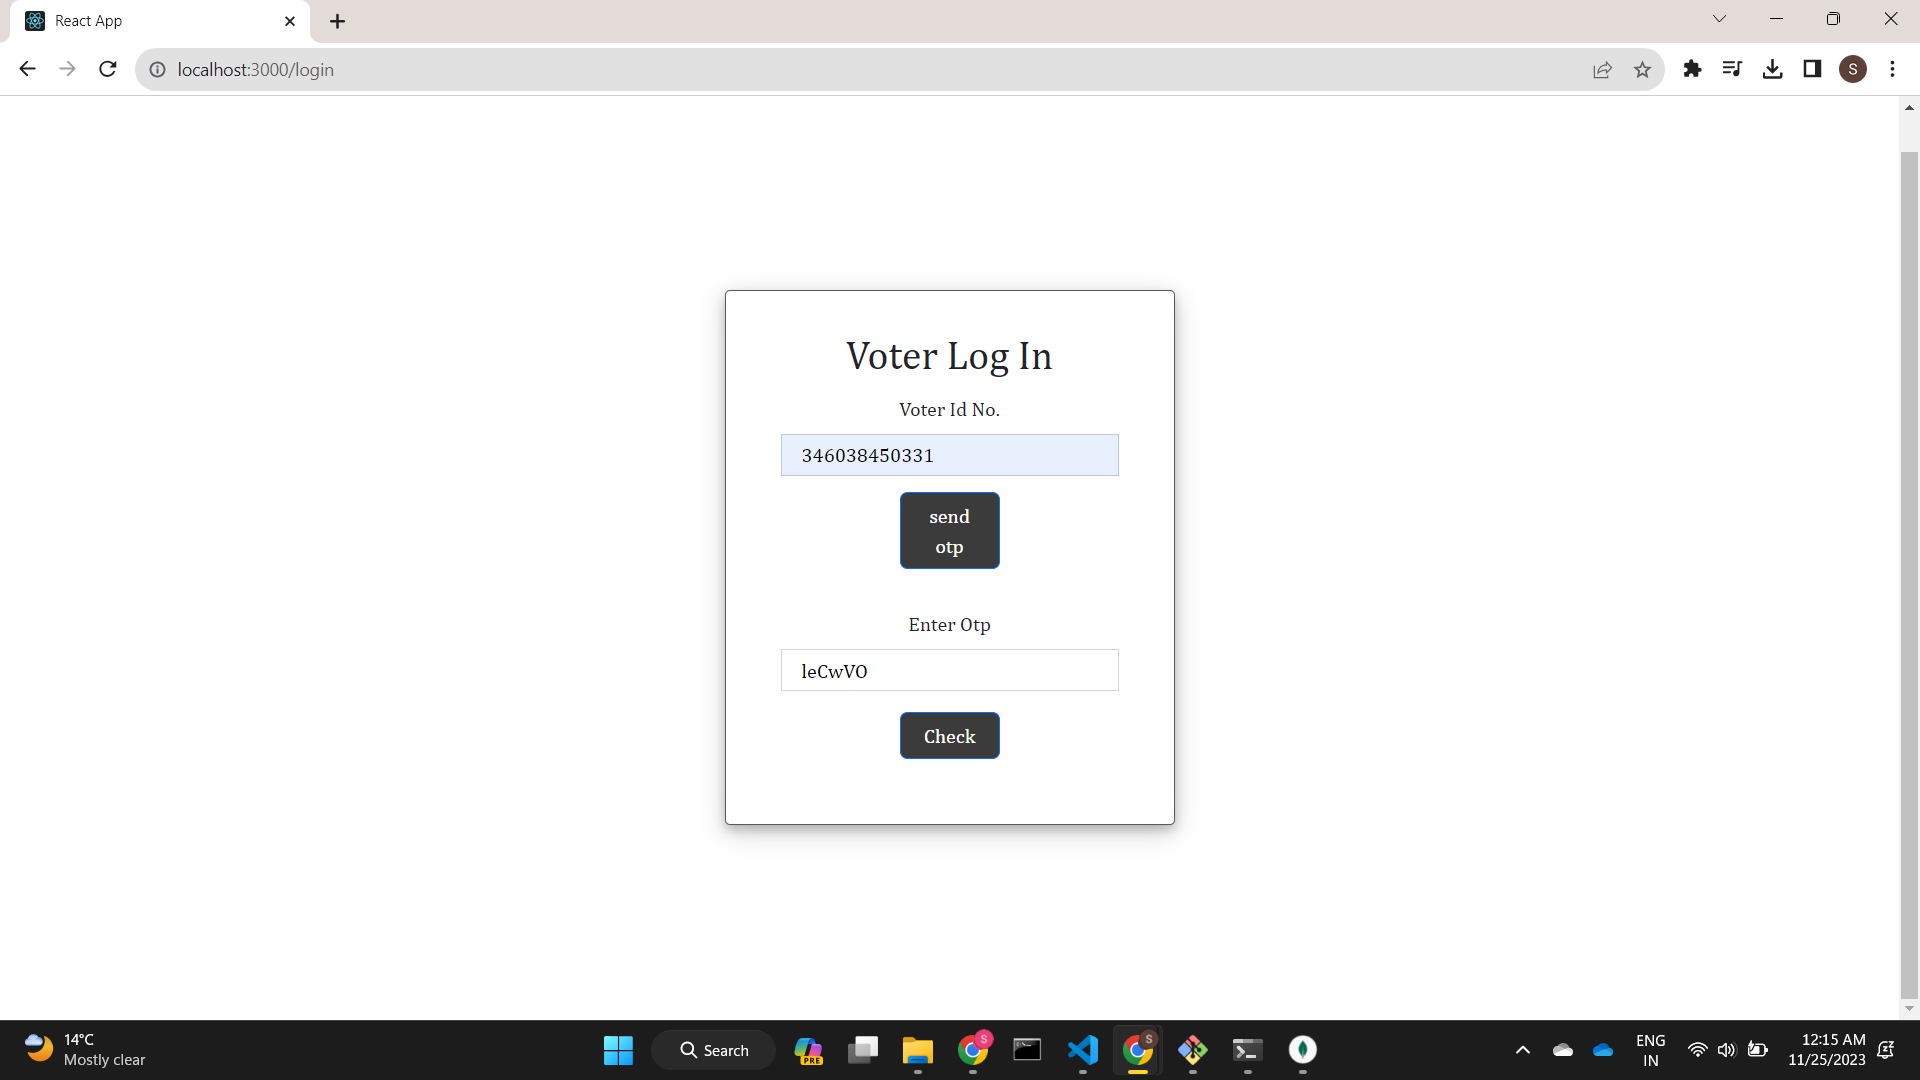 React App
localhost:3000/login
S
Voter Log In
Voter Id No.
346038450331
send
otp
Enter Otp
leCwVO
Check
14°C
Mostly clear
Search
PRE
S
S
ENG
IN
12:15 AM
11/25/2023